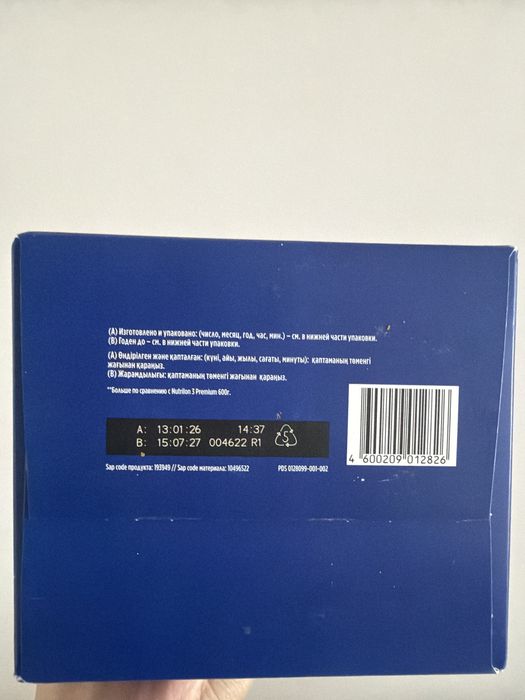 (А) Изготовлено и упаковано: (число, месяц, год, час, мин.) – см. в нижней части упаковки.
(В) Годен до – см. в нижней части упаковки.
(А) Өндірілген және қапталған: (күні, айы, жылы, сағаты, минуты): қаптаманың төменгі
жағынан қараңыз.
(В) Жарамдылығы: қаптаманың төменгі жағынан қараңыз.
**Больше по сравнению с Nutrilon 3 Premium 600г.
A: 13:01:26 14:37
B: 15:07:27 004622 R1
Sap code продукта: 193949 // Sap code материала: 10496522
PDS 0128099-001-002
4 600209 012826